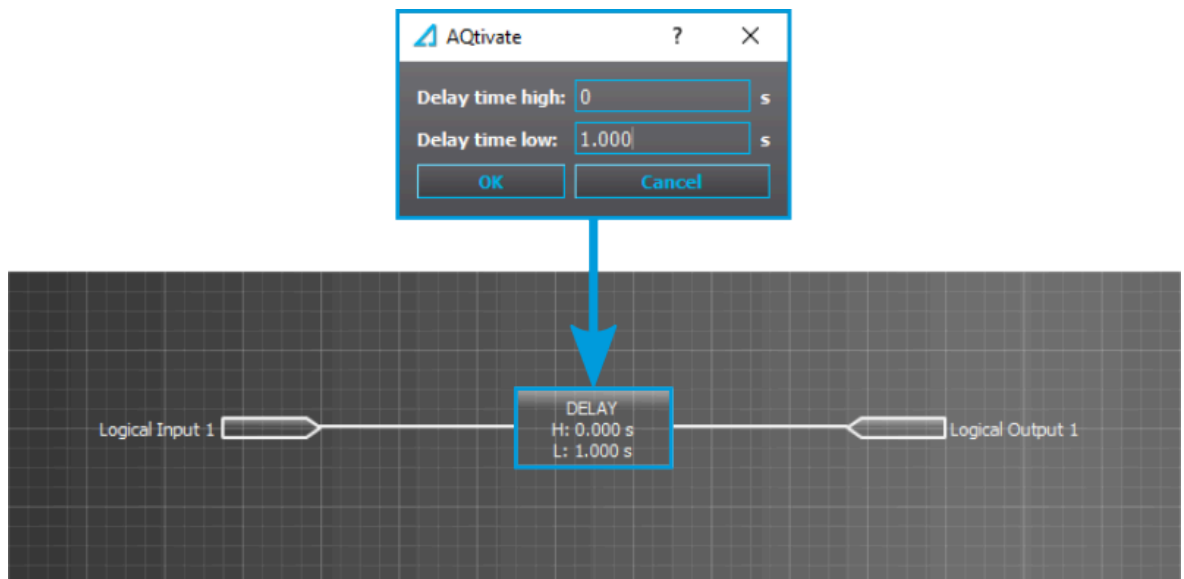 AQtivate ? ✕
Delay time high: 0 s
Delay time low: 1.000 s
OK Cancel
DELAY
Logical Input 1 H: 0.000 s Logical Output 1
L: 1.000 s